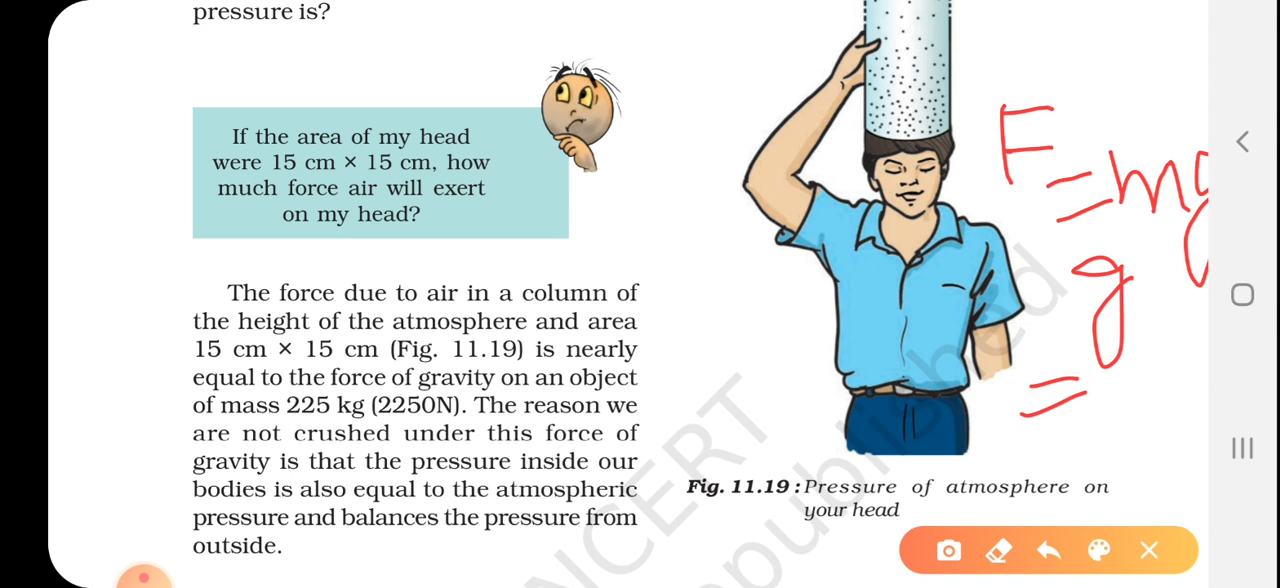 pressure is?
If the area of my head
were 15 cm × 15 cm, how
much force air will exert
on my head?
The force due to air in a column of
the height of the atmosphere and area
15 cm × 15 cm (Fig. 11.19) is nearly
equal to the force of gravity on an object
of mass 225 kg (2250N). The reason we
are not crushed under this force of
gravity is that the pressure inside our
bodies is also equal to the atmospheric
pressure and balances the pressure from
outside.
F
= mg
g
=
Fig. 11.19 : Pressure of atmosphere on
your head
NCERT
republished